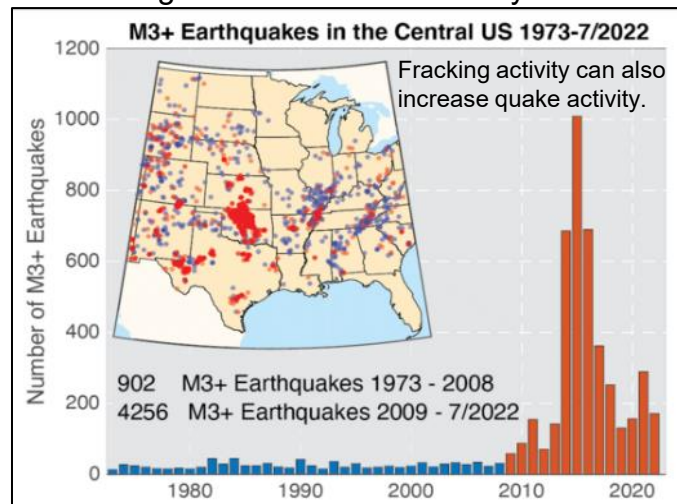 M3+ Earthquakes in the Central US 1973-7/2022
Fracking activity can also
increase quake activity.
Number of M3+ Earthquakes
1200
1000
800
600
400
200
0
902 M3+ Earthquakes 1973 - 2008
4256 M3+ Earthquakes 2009 - 7/2022
1980 1990 2000 2010 2020